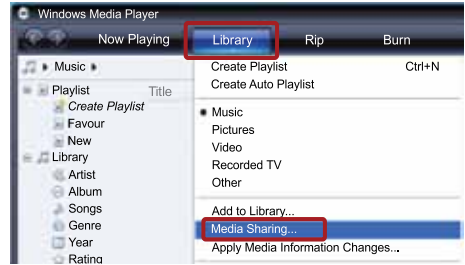 Windows Media Player
Now Playing Library Rip Burn
Music
Playlist Title
Create Playlist
Favour
New
Library
Artist
Album
Songs
Genre
Year
Rating
Create Playlist Ctrl+N
Create Auto Playlist
Music
Pictures
Video
Recorded TV
Other
Add to Library...
Media Sharing...
Apply Media Information Changes...